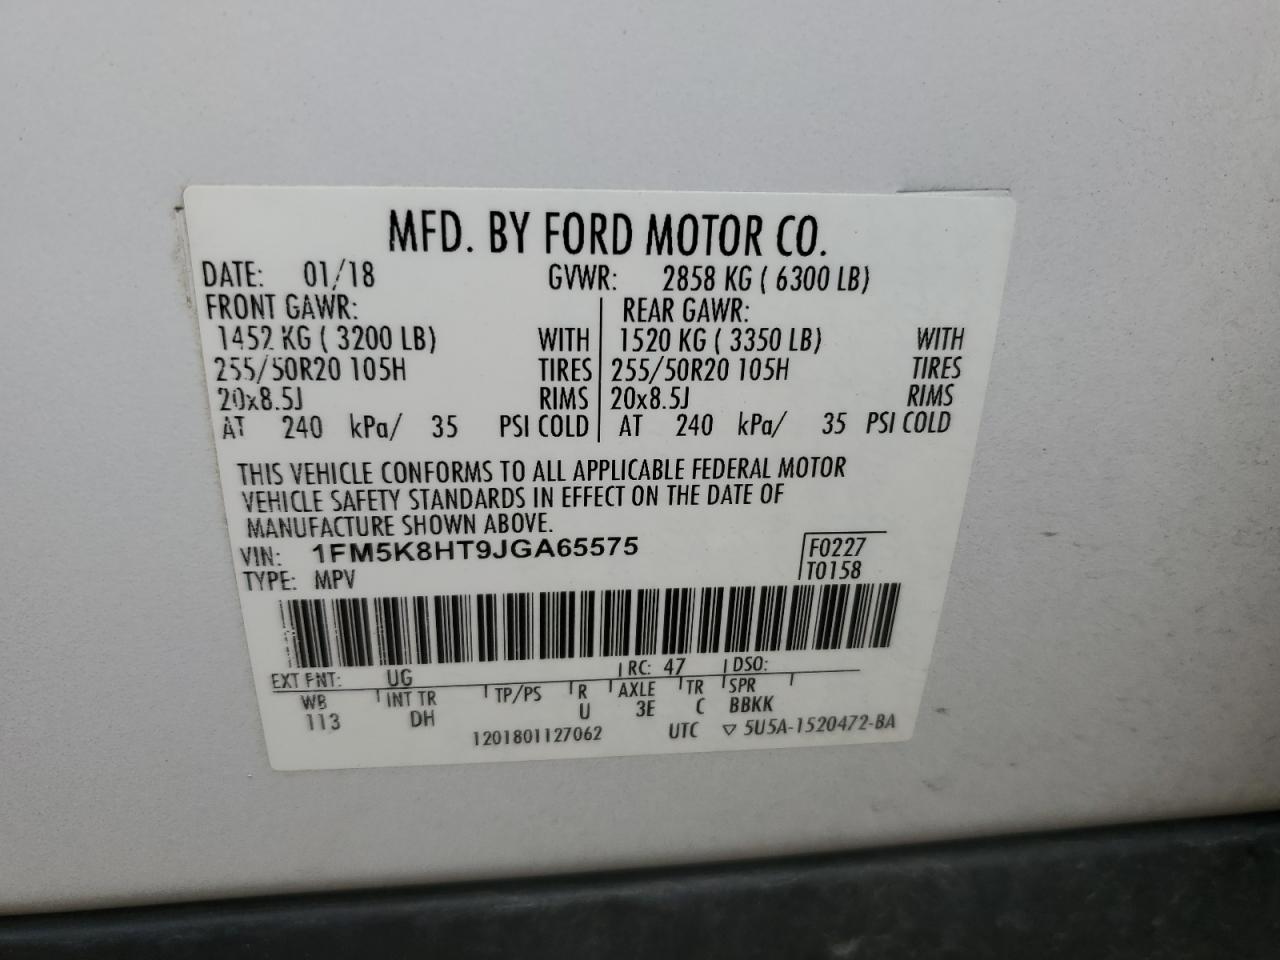 MFD. BY FORD MOTOR CO.
DATE: 01/18 GVWR: 2858 KG ( 6300 LB)
FRONT GAWR: REAR GAWR:
1452 KG ( 3200 LB) WITH 1520 KG ( 3350 LB) WITH
255/50R20 105H TIRES 255/50R20 105H TIRES
20x8.5J RIMS 20x8.5J RIMS
AT 240 kPa/ 35 PSI COLD AT 240 kPa/ 35 PSI COLD
THIS VEHICLE CONFORMS TO ALL APPLICABLE FEDERAL MOTOR
VEHICLE SAFETY STANDARDS IN EFFECT ON THE DATE OF
MANUFACTURE SHOWN ABOVE.
VIN: 1FM5K8HT9JGA65575 F0227
TYPE: MPV T0158
EXT PNT: UG RC: 47 DSO:
WB INT TR TP/PS R AXLE TR SPR
113 DH U 3E C BBKK
1201801127062 UTC ▽ 5U5A-1520472-BA